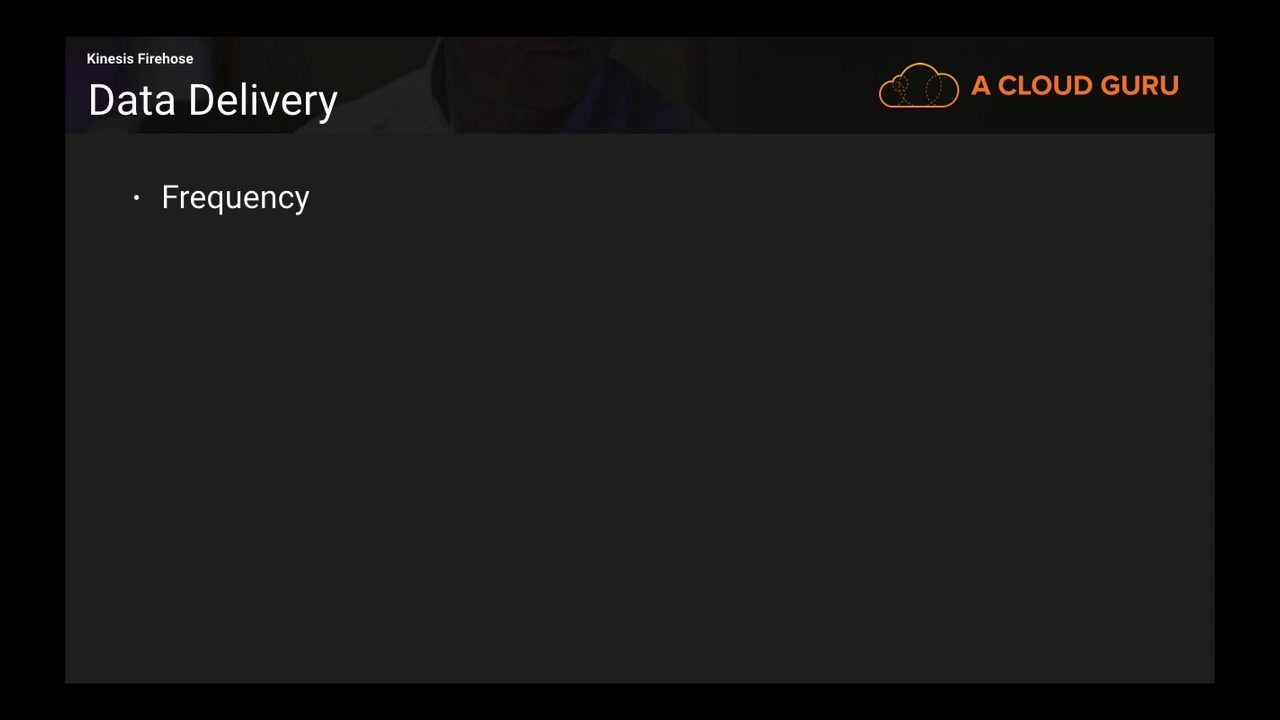 Kinesis Firehose
Data Delivery
A CLOUD GURU
• Frequency